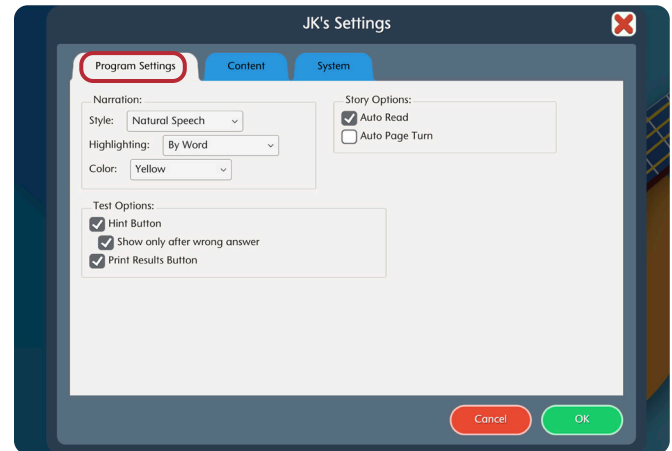 JK's Settings
Program Settings
Content
System
Narration:
Style: Natural Speech
Highlighting: By Word
Color: Yellow
Story Options:
Auto Read
Auto Page Turn
Test Options:
Hint Button
Show only after wrong answer
Print Results Button
Cancel
OK